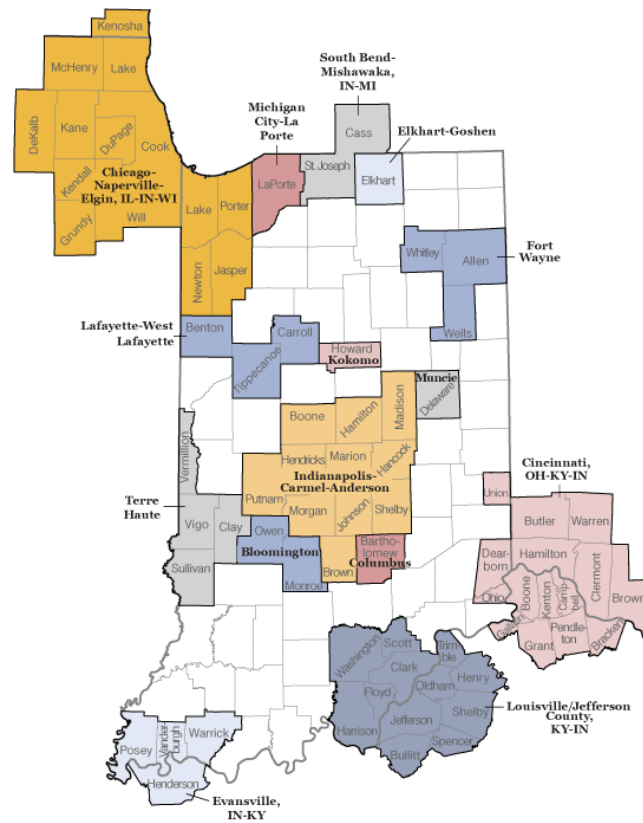 Kenosha
McHenry
Lake
South Bend-
Mishawaka,
IN-MI
Michigan
City-La
Porte
Cass
Elkhart-Goshen
DeKalb
Kane
DuPage
Cook
St. Joseph
LaPorte
Elkhart
Kendall
Chicago-
Naperville-
Elgin, IL-IN-WI
Will
Grundy
Lake
Porter
Newton
Jasper
Whitley
Allen
Fort
Wayne
Wells
Lafayette-West
Lafayette
Benton
Carroll
Tippecanoe
Howard
Kokomo
Muncie
Delaware
Boone
Hamilton
Madison
Hendricks
Marion
Hancock
Indianapolis-
Carmel-Anderson
Putnam
Morgan
Johnson
Shelby
Vermillion
Terre
Haute
Vigo
Clay
Sullivan
Owen
Bloomington
Monroe
Brown
Bartho-
lomew
Columbus
Cincinnati,
OH-KY-IN
Union
Butler
Warren
Dear-
born
Hamilton
Ohio
Boone
Kenton
Camp-
bell
Clermont
Brown
Gallatin
Grant
Pendle-
ton
Bracken
Washington
Scott
Trim-
ble
Clark
Henry
Floyd
Oldham
Shelby
Harrison
Jefferson
Spencer
Bullitt
Louisville/Jefferson
County,
KY-IN
Posey
Vander-
burgh
Warrick
Henderson
Evansville,
IN-KY